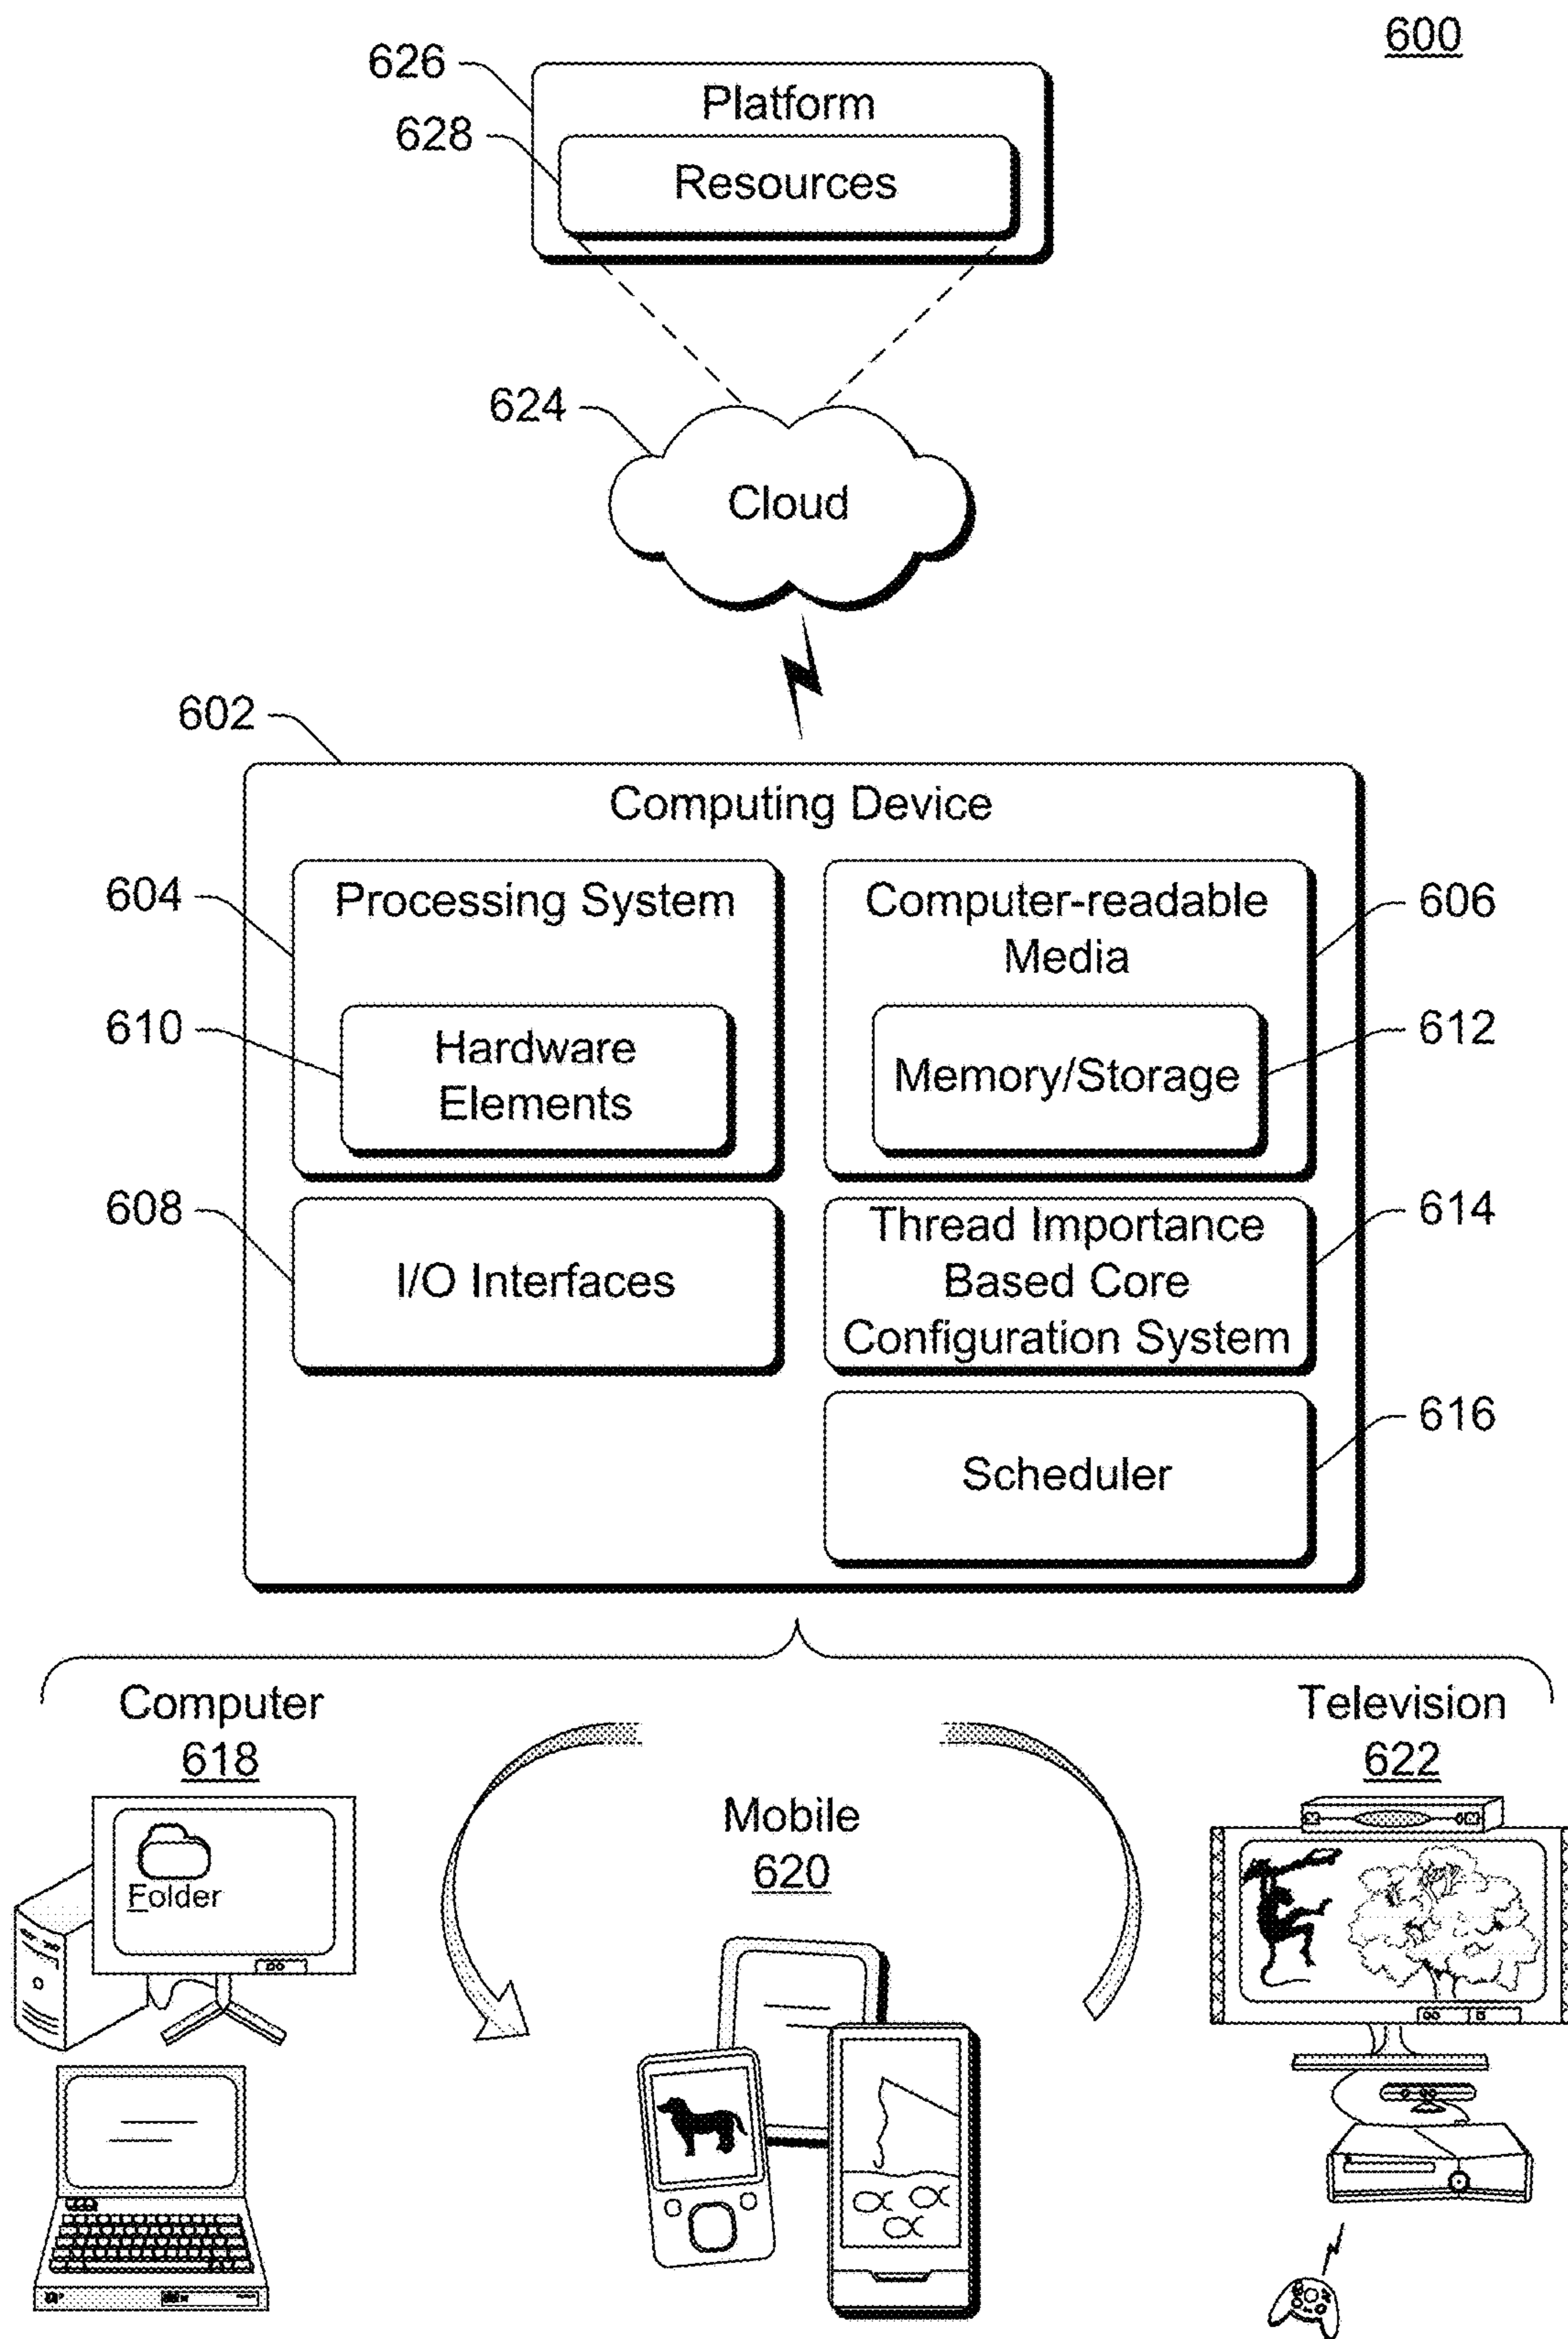 600
626
Platform
628
Resources
624
Cloud
602
Computing Device
604
Processing System
Computer-readable
Media
606
610
Hardware
Elements
Memory/Storage
612
608
I/O Interfaces
Thread Importance
Based Core
Configuration System
614
Scheduler
616
Computer
618
Folder
Mobile
620
Television
622